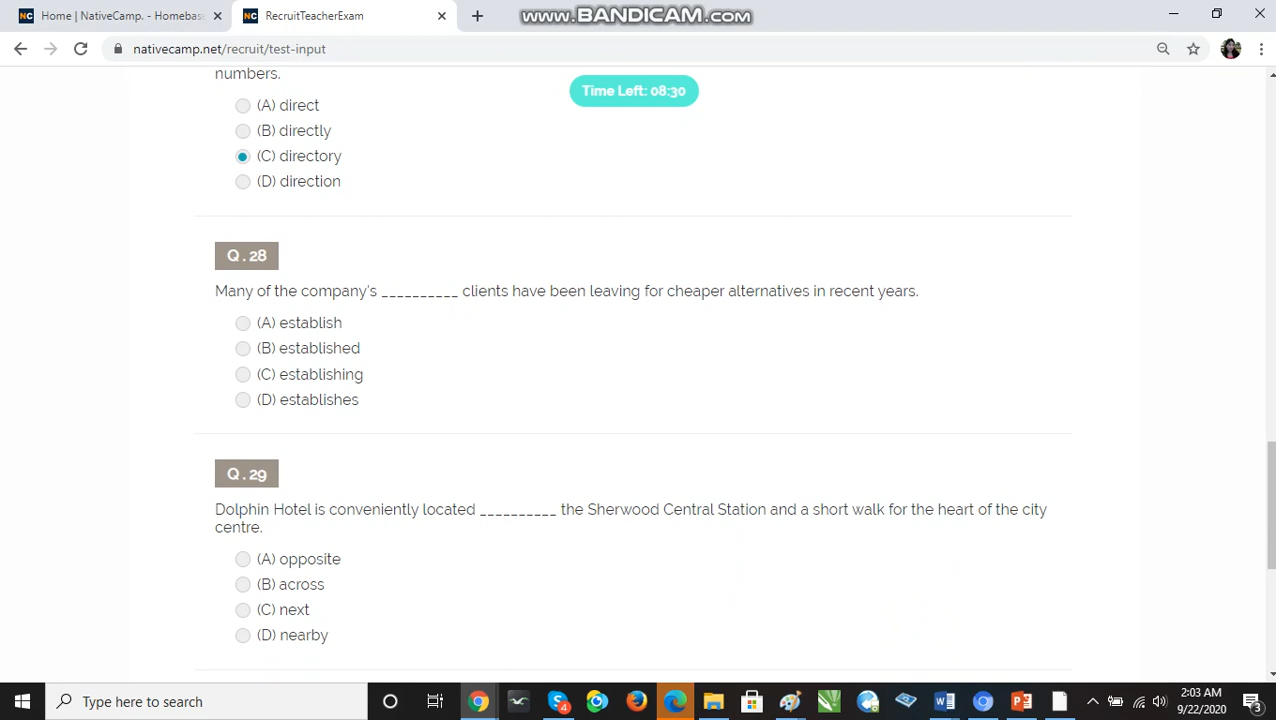 Home | NativeCamp. - Homebase
RecruitTeacherExam
www.BANDICAM.com
nativecamp.net/recruit/test-input
numbers.
Time Left: 08:30
(A) direct
(B) directly
(C) directory
(D) direction
Q . 28
Many of the company's __________ clients have been leaving for cheaper alternatives in recent years.
(A) establish
(B) established
(C) establishing
(D) establishes
Q . 29
Dolphin Hotel is conveniently located __________ the Sherwood Central Station and a short walk for the heart of the city
centre.
(A) opposite
(B) across
(C) next
(D) nearby
Type here to search
2:03 AM
9/22/2020